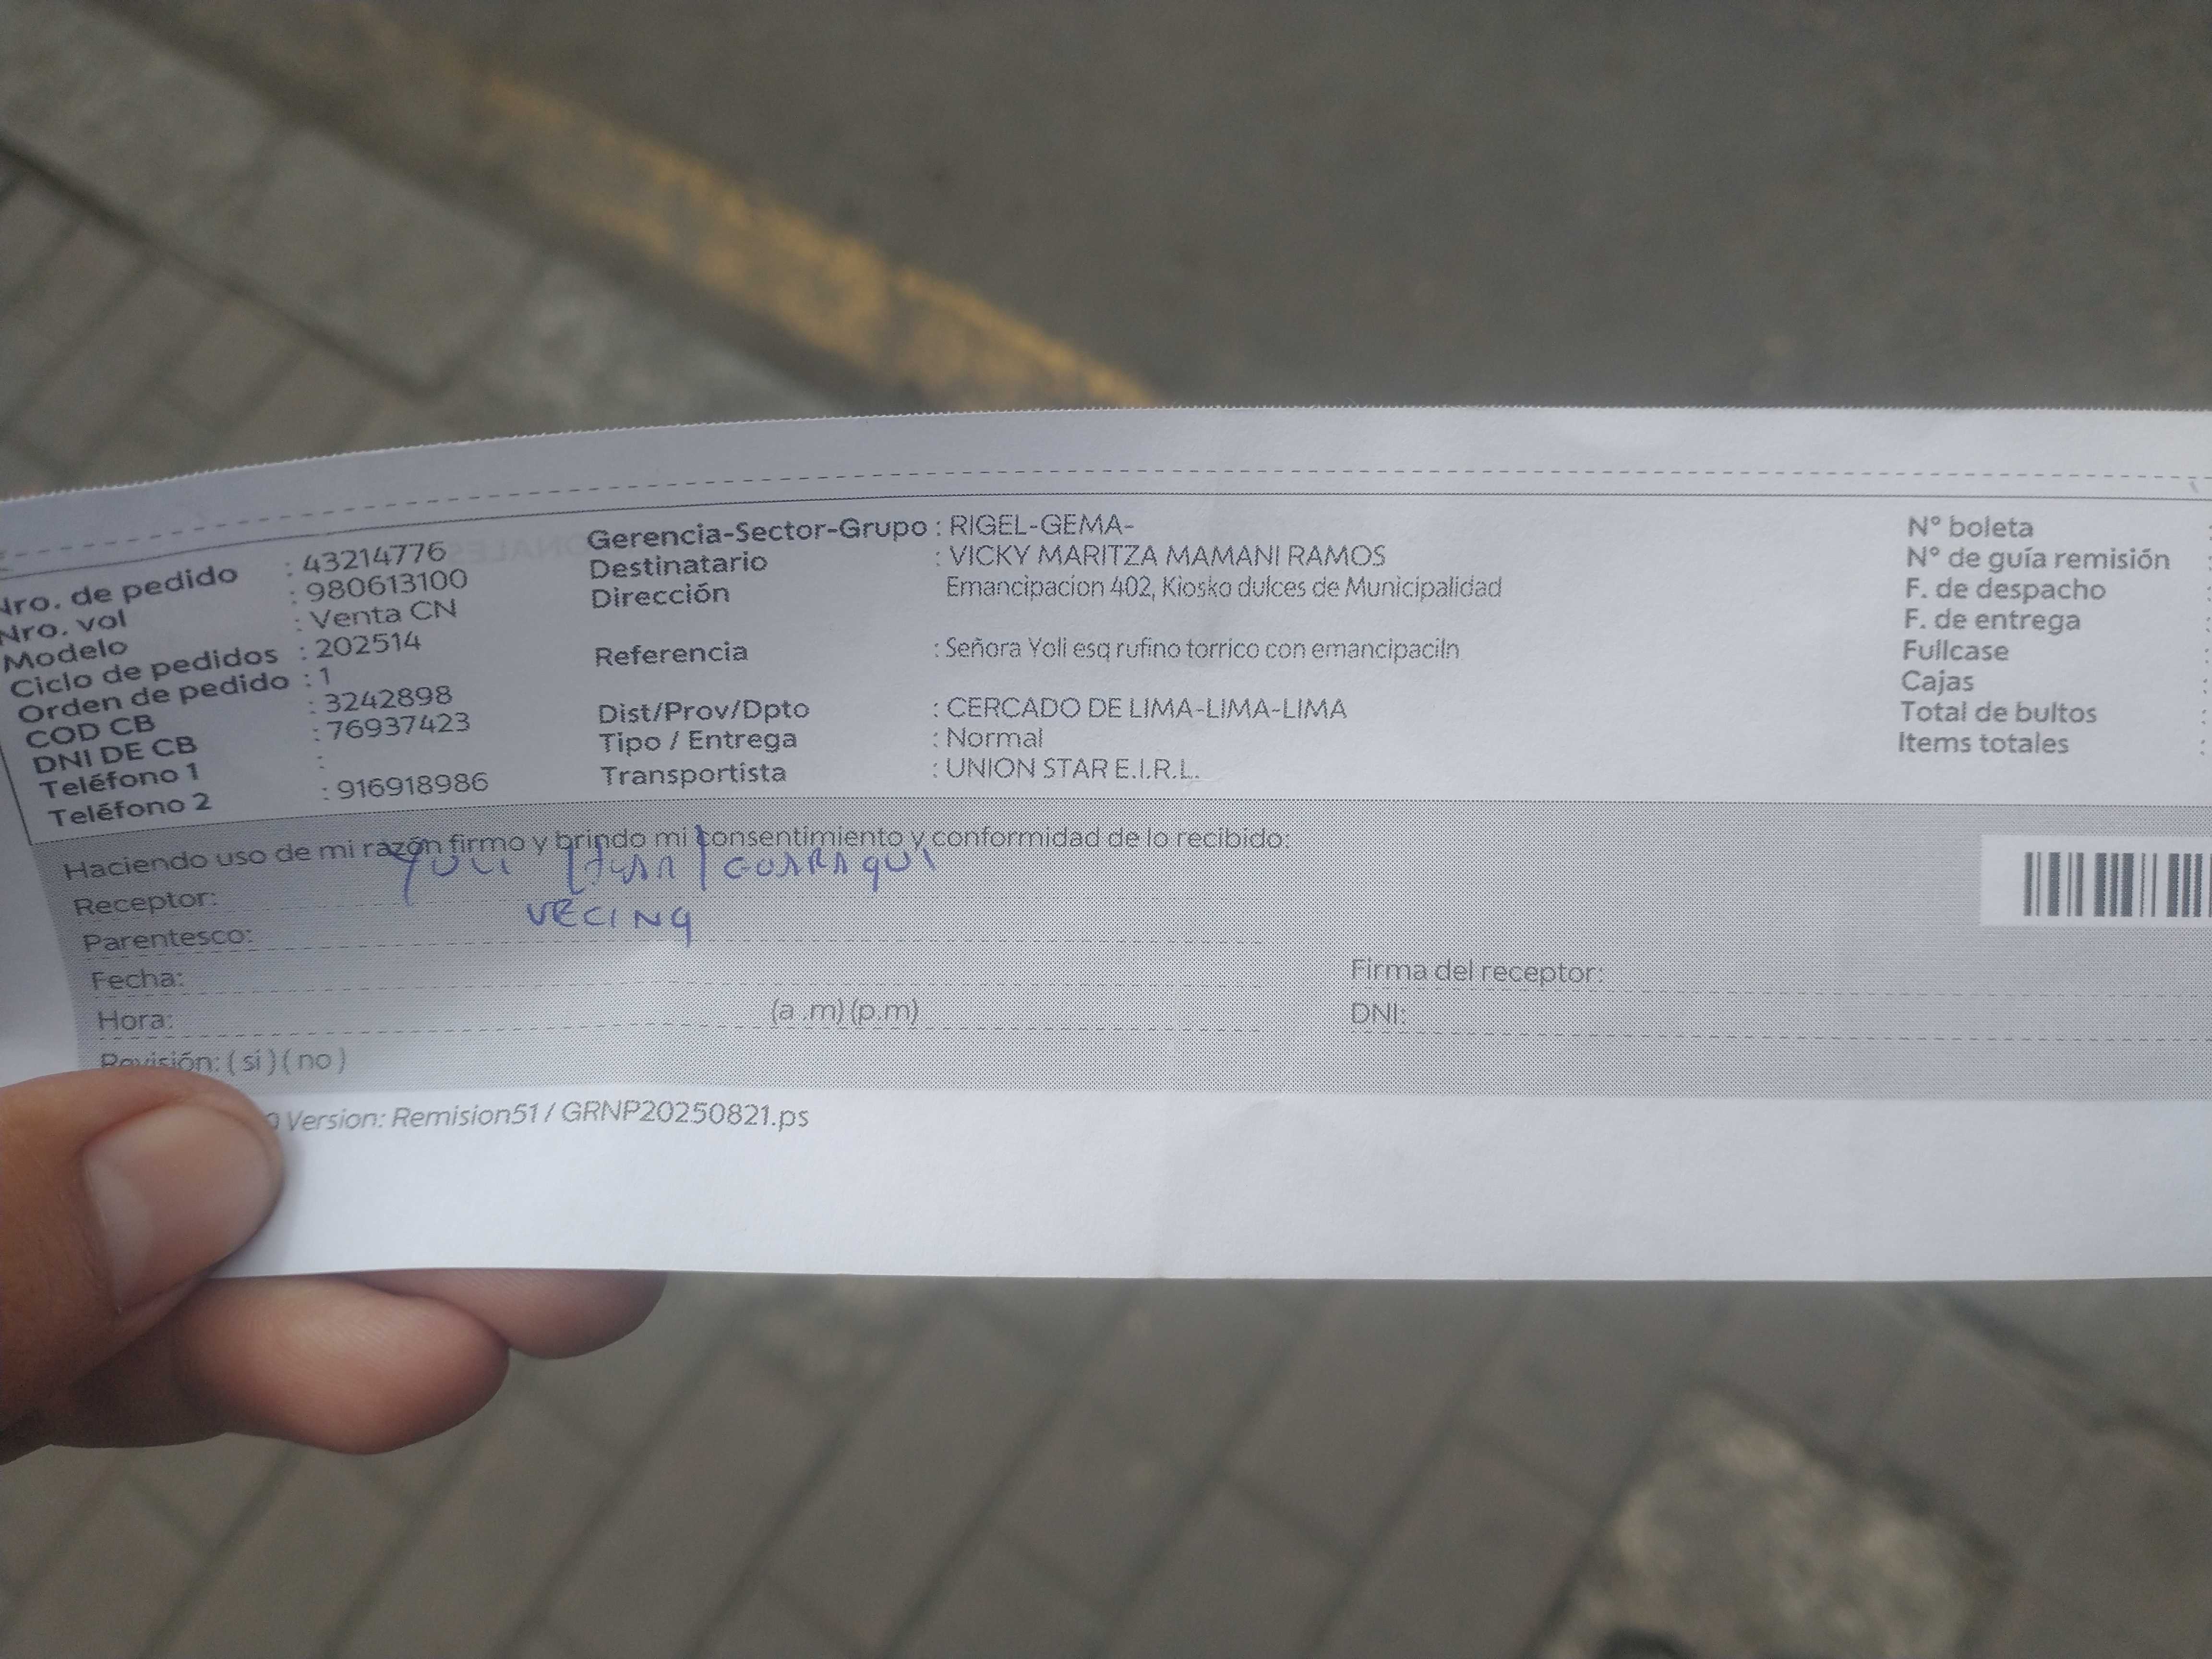 Nro. de pedido : 43214776
Nro. vol : 980613100
Modelo : Venta CN
Ciclo de pedidos : 202514
Orden de pedido : 1
COD CB : 3242898
DNI DE CB : 76937423
Teléfono 1 :
Teléfono 2 : 916918986
Gerencia-Sector-Grupo : RIGEL-GEMA-
Destinatario : VICKY MARITZA MAMANI RAMOS
Dirección Emancipacion 402, Kiosko dulces de Municipalidad
Referencia : Señora Yoli esq rufino torrico con emancipaciln
Dist/Prov/Dpto : CERCADO DE LIMA-LIMA-LIMA
Tipo / Entrega : Normal
Transportista : UNION STAR E.I.R.L.
N° boleta :
N° de guía remisión :
F. de despacho :
F. de entrega :
Fullcase :
Cajas :
Total de bultos :
Items totales :
Haciendo uso de mi razón firmo y brindo mi consentimiento y conformidad de lo recibido:
Receptor: YOLI
Parentesco: VECINA
Fecha:
Hora: (a .m) (p.m)
Revisión: ( si ) ( no )
Firma del receptor:
DNI:
Version: Remision51 / GRNP20250821.ps